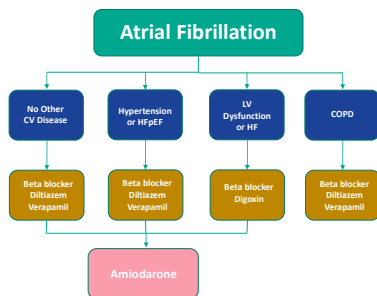 Atrial Fibrillation
No Other
CV Disease
Hypertension
or HFpEF
LV
Dysfunction
or HF
COPD
Beta blocker
Diltiazem
Verapamil
Beta blocker
Diltiazem
Verapamil
Beta blocker
Digoxin
Beta blocker
Diltiazem
Verapamil
Amiodarone